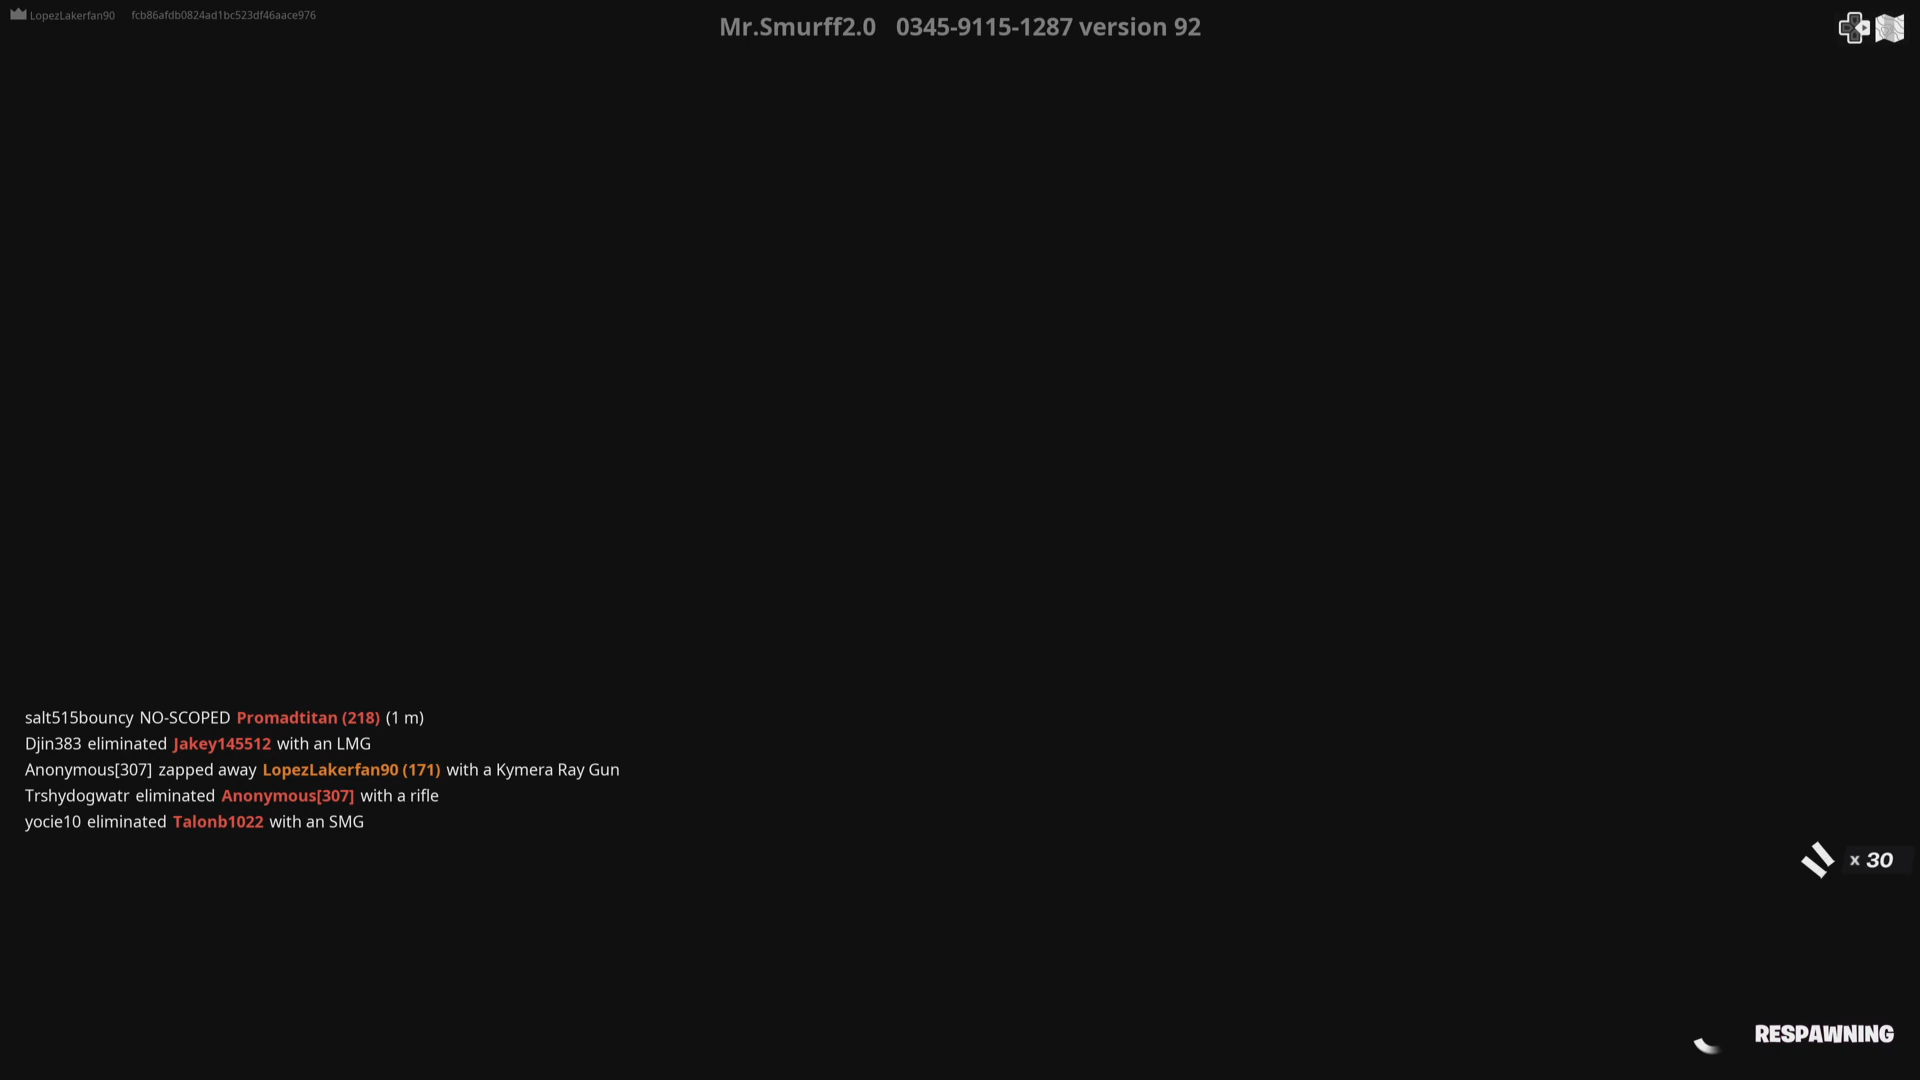 LopezLakerfan90 fcb86afdb0824ad1bc523df46aace976
Mr.Smurff2.0 0345-9115-1287 version 92
salt515bouncy NO-SCOPED Promadtitan (218) (1 m)
Djin383 eliminated Jakey145512 with an LMG
Anonymous[307] zapped away LopezLakerfan90 (171) with a Kymera Ray Gun
Trshydogwatr eliminated Anonymous[307] with a rifle
yocie10 eliminated Talonb1022 with an SMG
x 30
RESPAWNING